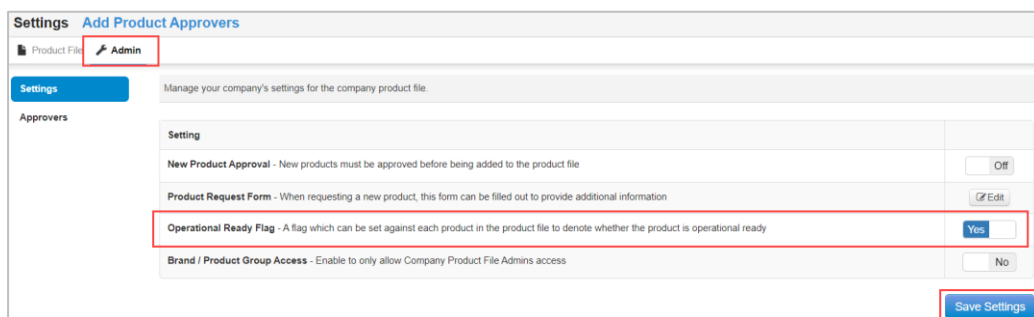 Settings Add Product Approvers
Product File Admin
Settings
Manage your company's settings for the company product file.
Approvers
Setting
New Product Approval - New products must be approved before being added to the product file
Off
Product Request Form - When requesting a new product, this form can be filled out to provide additional information
Edit
Operational Ready Flag - A flag which can be set against each product in the product file to denote whether the product is operational ready
Yes
Brand / Product Group Access - Enable to only allow Company Product File Admins access
No
Save Settings